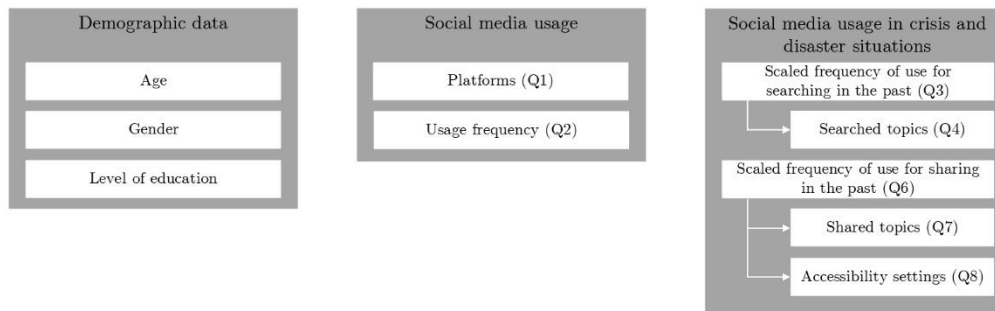 Demographic data
Age
Gender
Level of education
Social media usage
Platforms (Q1)
Usage frequency (Q2)
Social media usage in crisis and
disaster situations
Scaled frequency of use for
searching in the past (Q3)
Searched topics (Q4)
Scaled frequency of use for sharing
in the past (Q6)
Shared topics (Q7)
Accessibility settings (Q8)